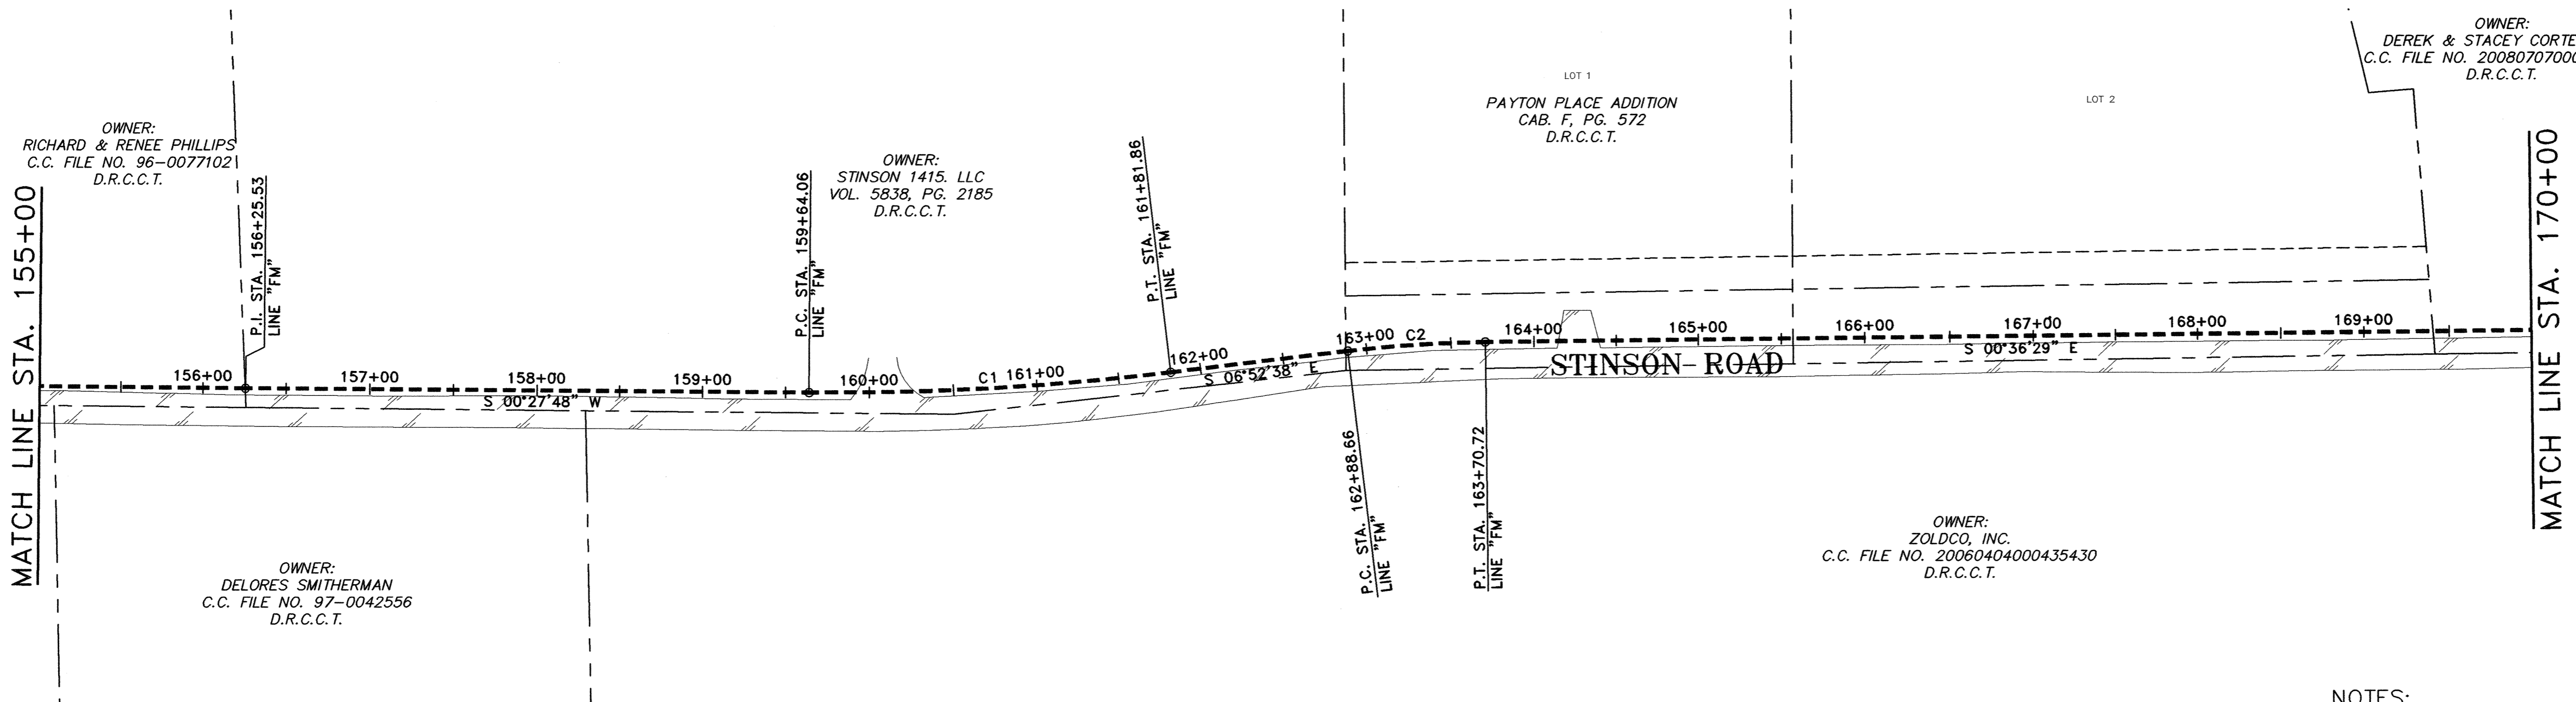 MATCH LINE STA. 155+00
OWNER:
RICHARD & RENEE PHILLIPS
C.C. FILE NO. 96-0077102
D.R.C.C.T.
P.I. STA. 156+25.53
LINE "FM"
P.C. STA. 159+64.06
LINE "FM"
OWNER:
STINSON 1415. LLC
VOL. 5838, PG. 2185
D.R.C.C.T.
P.T. STA. 161+81.86
LINE "FM"
LOT 1
PAYTON PLACE ADDITION
CAB. F, PG. 572
D.R.C.C.T.
LOT 2
OWNER:
DEREK & STACEY CORTE
C.C. FILE NO. 2008070700
D.R.C.C.T.
MATCH LINE STA. 170+00
156+00
157+00
158+00
159+00
160+00
C1
161+00
162+00
163+00
C2
164+00
165+00
166+00
167+00
168+00
169+00
S 00°27'48" W
S 06°52'38" E
STINSON ROAD
S 00°36'29" E
P.C. STA. 162+88.66
LINE "FM"
P.T. STA. 163+70.72
LINE "FM"
OWNER:
DELORES SMITHERMAN
C.C. FILE NO. 97-0042556
D.R.C.C.T.
OWNER:
ZOLDCO, INC.
C.C. FILE NO. 20060404000435430
D.R.C.C.T.
NOTES: